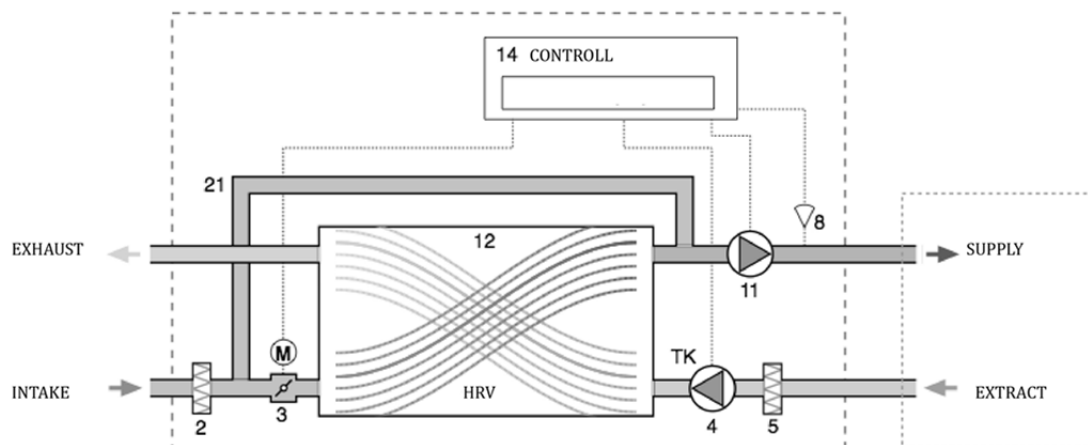 14 CONTROLL
21
12
8
EXHAUST
SUPPLY
11
M
TK
INTAKE
HRV
EXTRACT
3
2
4
5